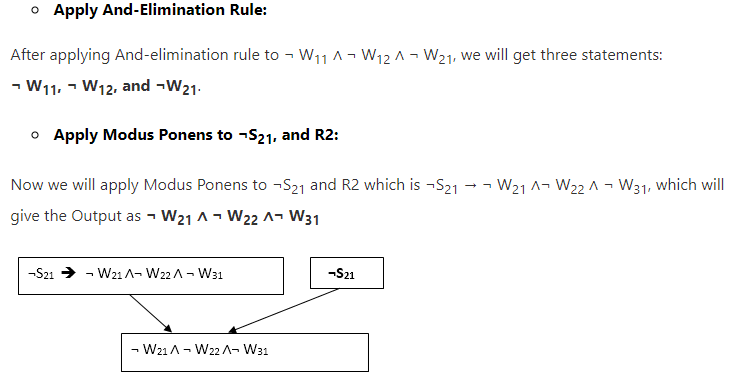 o Apply And-Elimination Rule:
After applying And-elimination rule to ¬ W₁₁ ∧ ¬ W₁₂ ∧ ¬ W₂₁, we will get three statements:
¬ W₁₁, ¬ W₁₂, and ¬W₂₁.
o Apply Modus Ponens to ¬S₂₁, and R2:
Now we will apply Modus Ponens to ¬S₂₁ and R2 which is ¬S₂₁ → ¬ W₂₁ ∧¬ W₂₂ ∧ ¬ W₃₁, which will
give the Output as ¬ W₂₁ ∧ ¬ W₂₂ ∧¬ W₃₁
¬S₂₁ ➔ ¬ W₂₁ ∧¬ W₂₂ ∧ ¬ W₃₁
¬S₂₁
¬ W₂₁ ∧ ¬ W₂₂ ∧¬ W₃₁